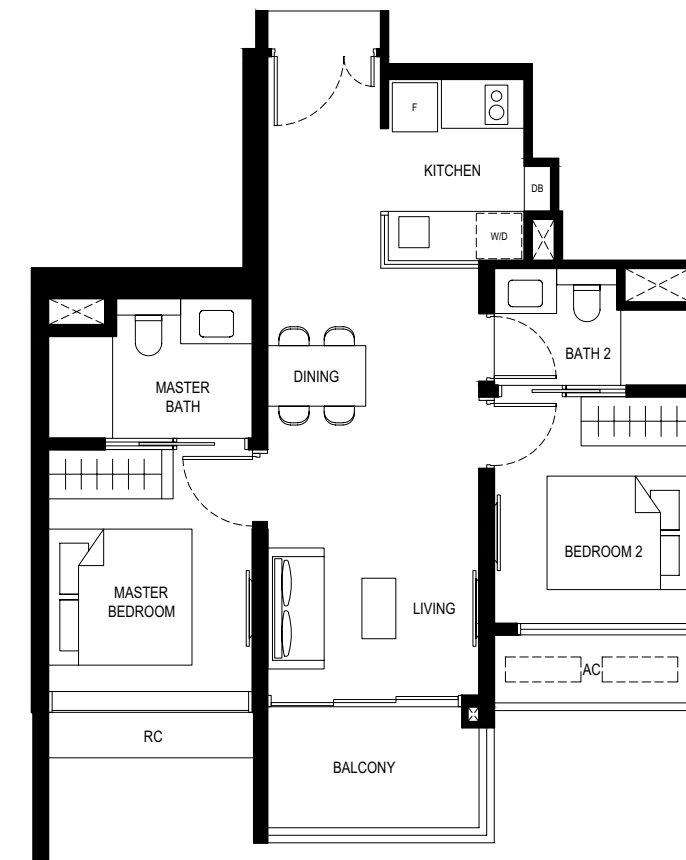 F
KITCHEN
DB
W/D
BATH 2
DINING
MASTER
BATH
BEDROOM 2
MASTER
BEDROOM
LIVING
AC
RC
BALCONY